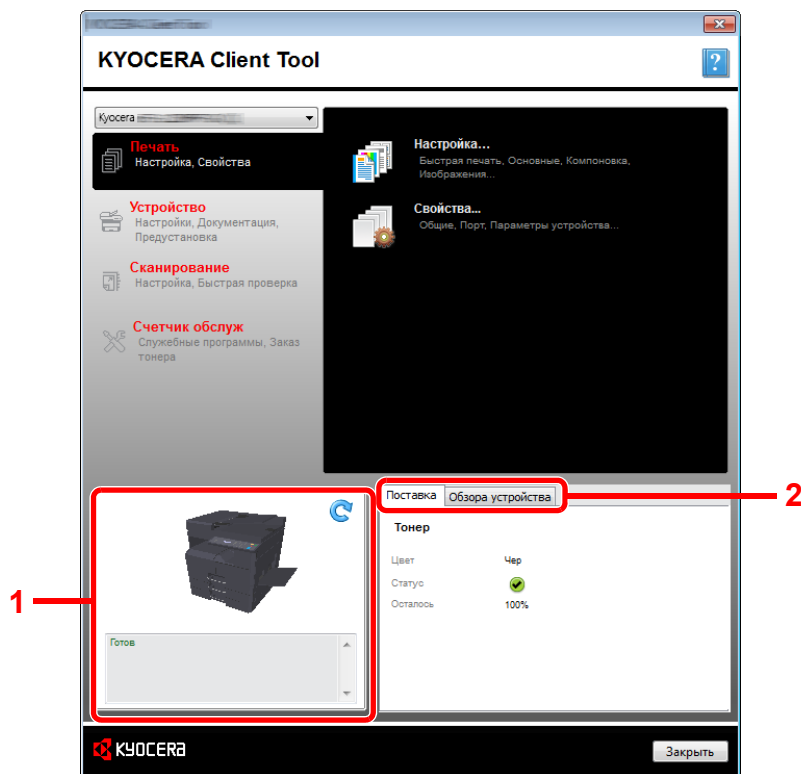 KYOCERA Client Tool
?
Kyocera
Печать
Настройка, Свойства
Устройство
Настройки, Документация,
Предустановка
Сканирование
Настройка, Быстрая проверка
Счетчик обслуж
Служебные программы, Заказ
тонера
Настройка...
Быстрая печать, Основные, Компоновка,
Изображения...
Свойства...
Общие, Порт, Параметры устройства...
1
Готов
Поставка Обзора устройства
2
Тонер
Цвет Чер
Статус
Осталось 100%
KYOCERA
Закрыть